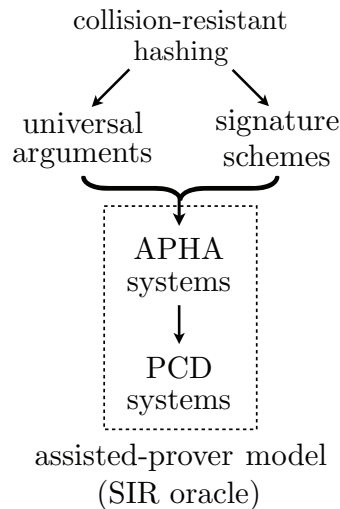 collision-resistant
hashing
universal
arguments
signature
schemes
APHA
systems
PCD
systems
assisted-prover model
(SIR oracle)